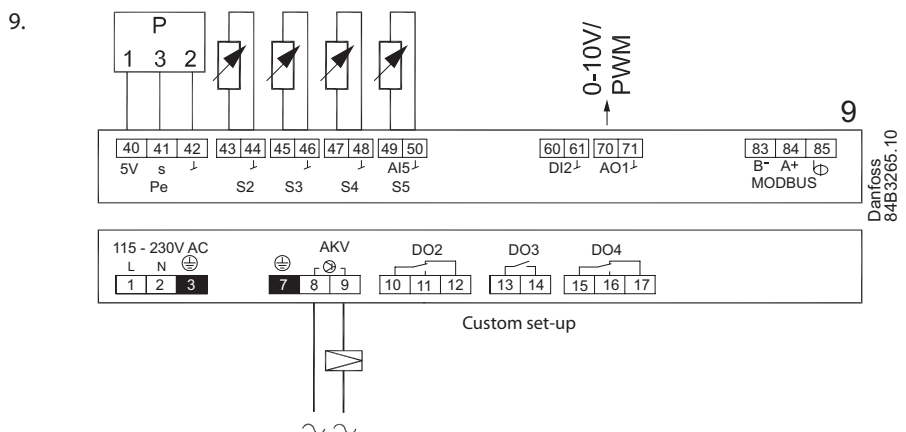 9.
P
1 3 2
0-10V/
PWM
9
40 41 42 43 44 45 46 47 48 49 50 60 61 70 71 83 84 85
5V s AI5 DI2 AO1 B- A+
Pe S2 S3 S4 S5 MODBUS
Danfoss
84B3265.10
115 - 230V AC AKV DO2 DO3 DO4
L N
1 2 3 7 8 9 10 11 12 13 14 15 16 17
Custom set-up